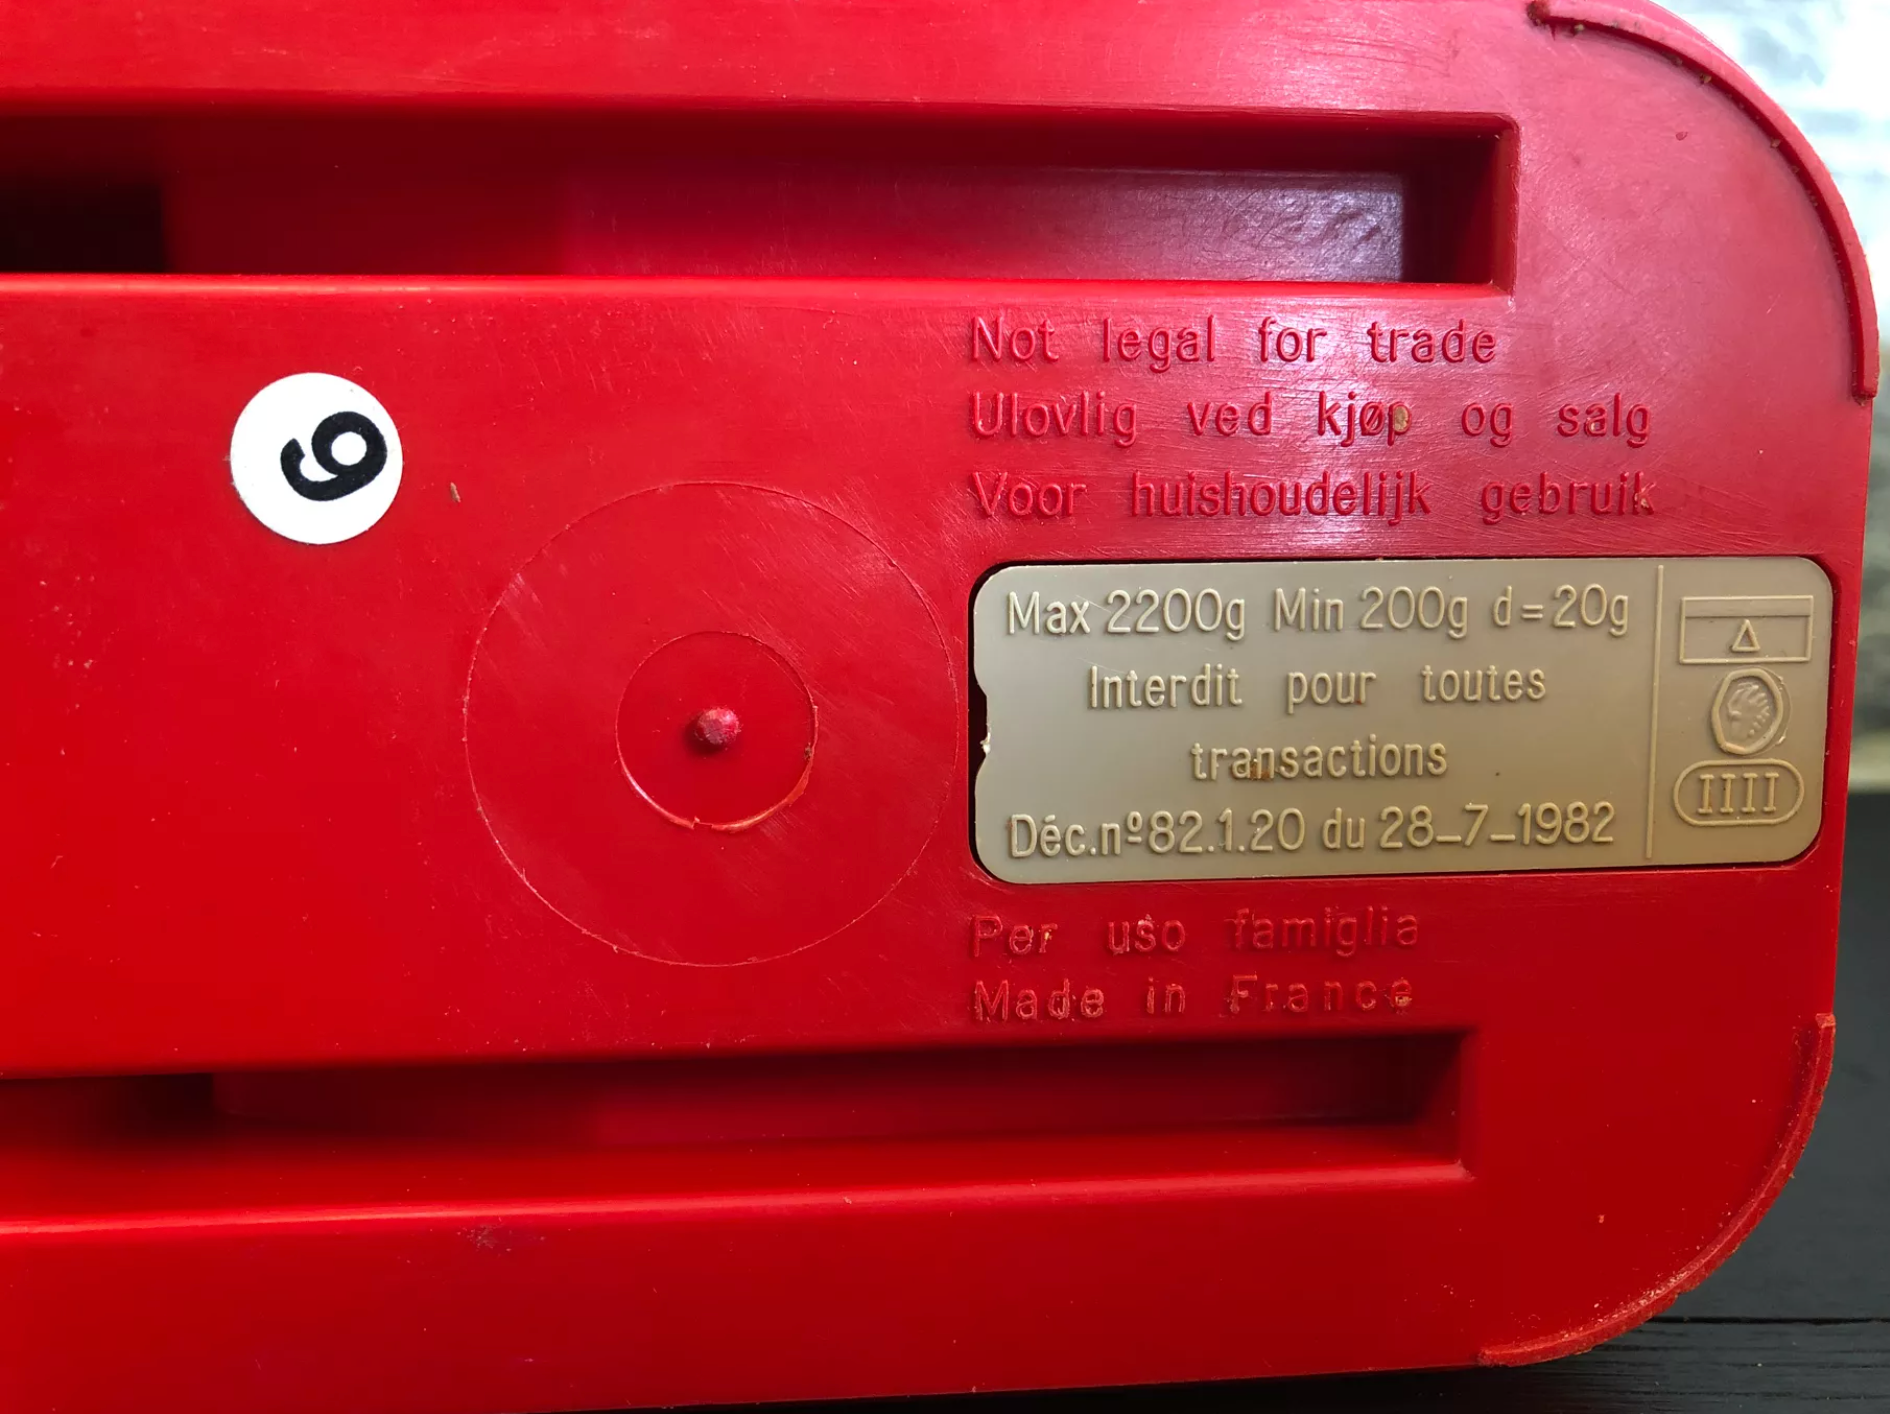 Not legal for trade
Ulovlig ved kjøp og salg
Voor huishoudelijk gebruik
9
Max 2200g Min 200g d=20g
Interdit pour toutes
transactions
Déc.nº82.1.20 du 28-7-1982
IIII
Per uso famiglia
Made in France